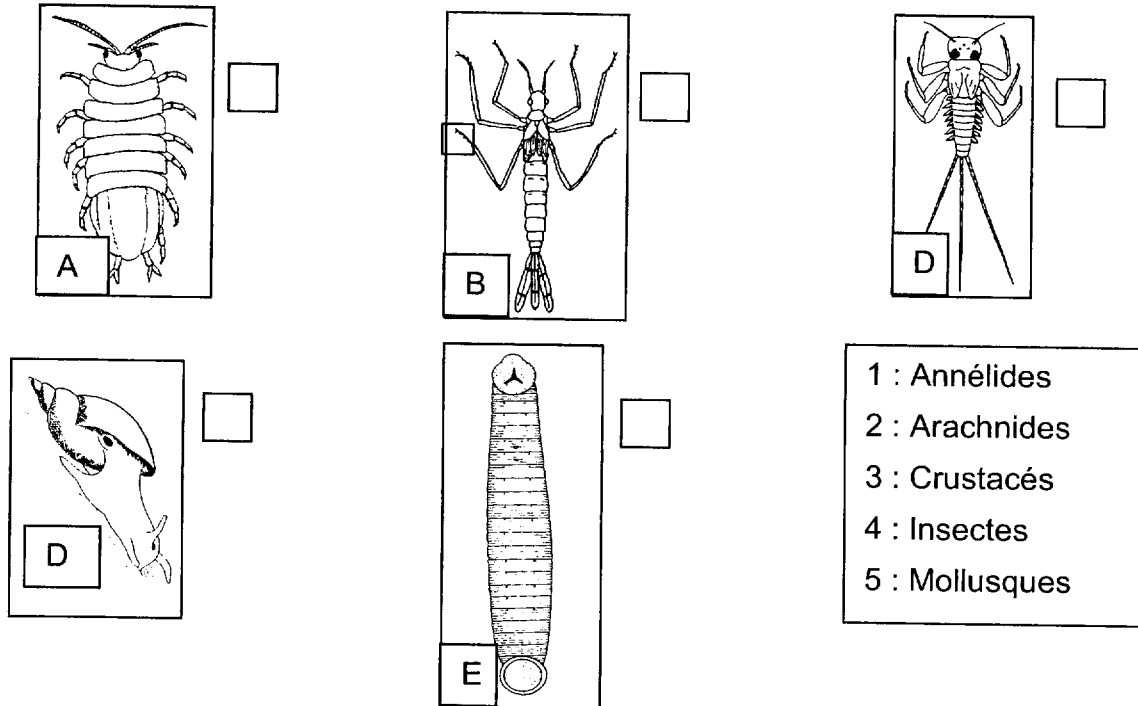 A
B
D
D
E
1 : Annélides
2 : Arachnides
3 : Crustacés
4 : Insectes
5 : Mollusques